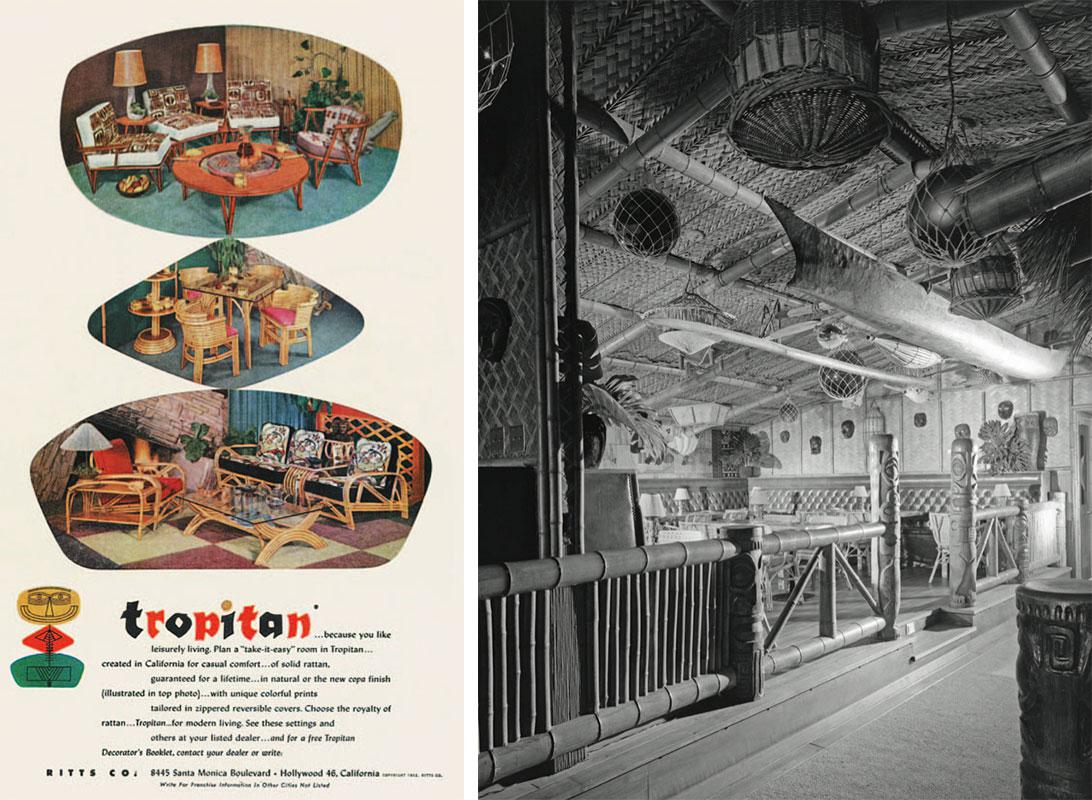 tropitan®
...because you like
leisurely living. Plan a "take-it-easy" room in Tropitan...
created in California for casual comfort...of solid rattan,
guaranteed for a lifetime...in natural or the new copa finish
(illustrated in top photo)...with unique colorful prints
tailored in zippered reversible covers. Choose the royalty of
rattan...Tropitan...for modern living. See these settings and
others at your listed dealer...and for a free Tropitan
Decorator's Booklet, contact your dealer or write:
RITTS CO. 8445 Santa Monica Boulevard • Hollywood 46, California COPYRIGHT 1952, RITTS CO.
Write For Franchise Information In Other Cities Not Listed